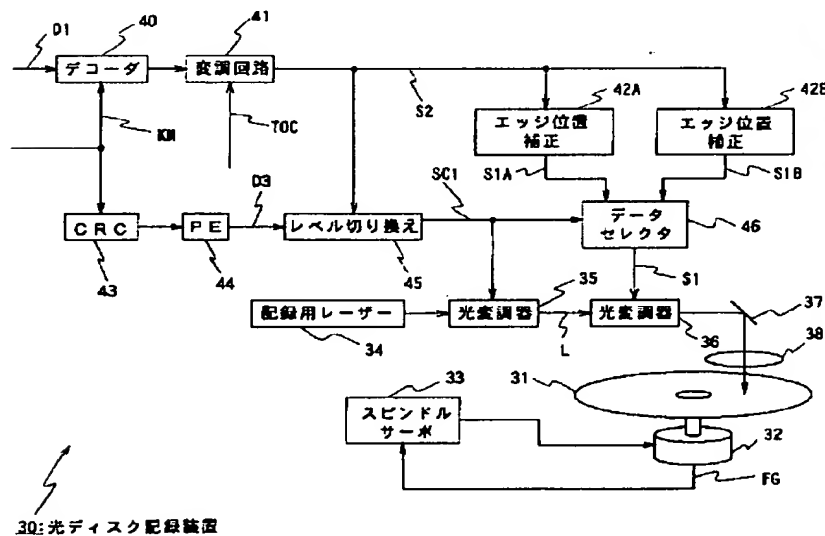 D1
40
41
デコーダ
変調回路
S2
42A
42B
エッジ位置
補正
エッジ位置
補正
KM
TOC
S1A
S1B
SC1
D3
CRC
PE
レベル切り換え
データ
セレクタ
43
44
45
46
S1
35
37
記録用レーザー
光変調器
光変調器
34
L
36
38
33
31
スピンドル
サーボ
32
FG
30:光ディスク記録装置